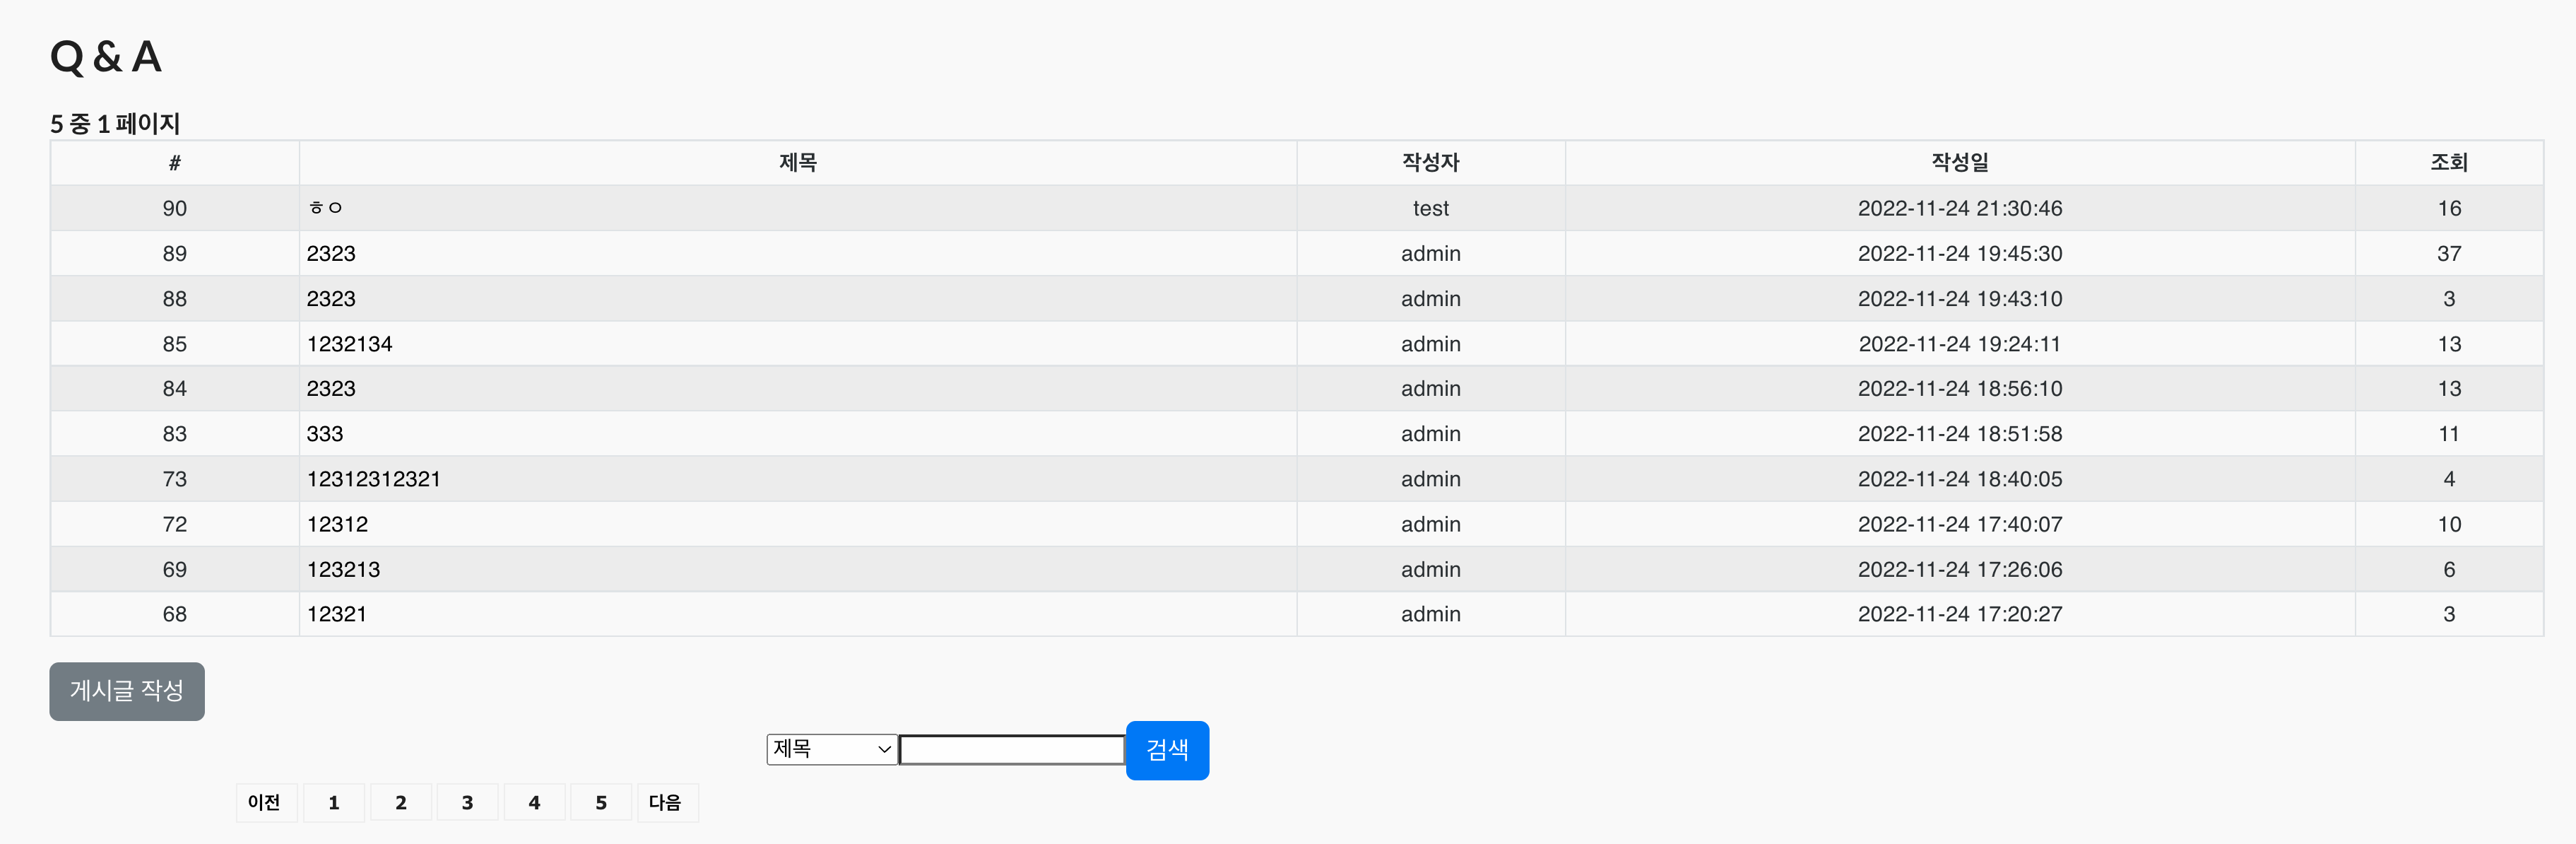 Q & A
5 중 1 페이지
# 제목 작성자 작성일 조회
90 ㅎㅇ test 2022-11-24 21:30:46 16
89 2323 admin 2022-11-24 19:45:30 37
88 2323 admin 2022-11-24 19:43:10 3
85 1232134 admin 2022-11-24 19:24:11 13
84 2323 admin 2022-11-24 18:56:10 13
83 333 admin 2022-11-24 18:51:58 11
73 12312312321 admin 2022-11-24 18:40:05 4
72 12312 admin 2022-11-24 17:40:07 10
69 123213 admin 2022-11-24 17:26:06 6
68 12321 admin 2022-11-24 17:20:27 3
게시글 작성
제목 검색
이전 1 2 3 4 5 다음